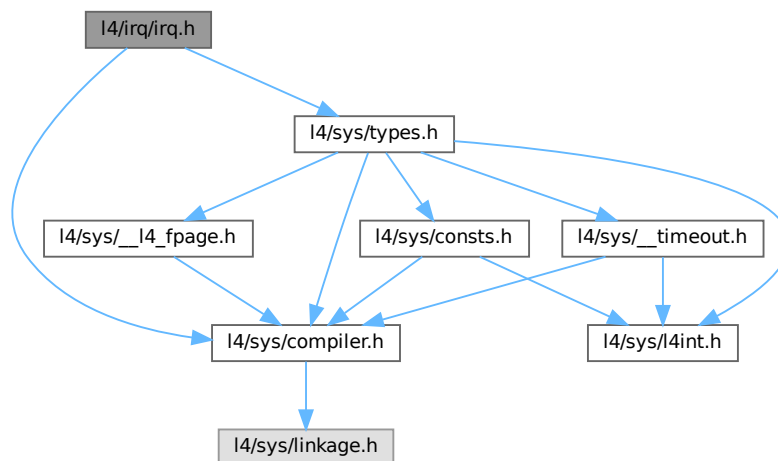 l4/irq/irq.h
l4/sys/types.h
l4/sys/__l4_fpage.h
l4/sys/consts.h
l4/sys/__timeout.h
l4/sys/compiler.h
l4/sys/l4int.h
l4/sys/linkage.h